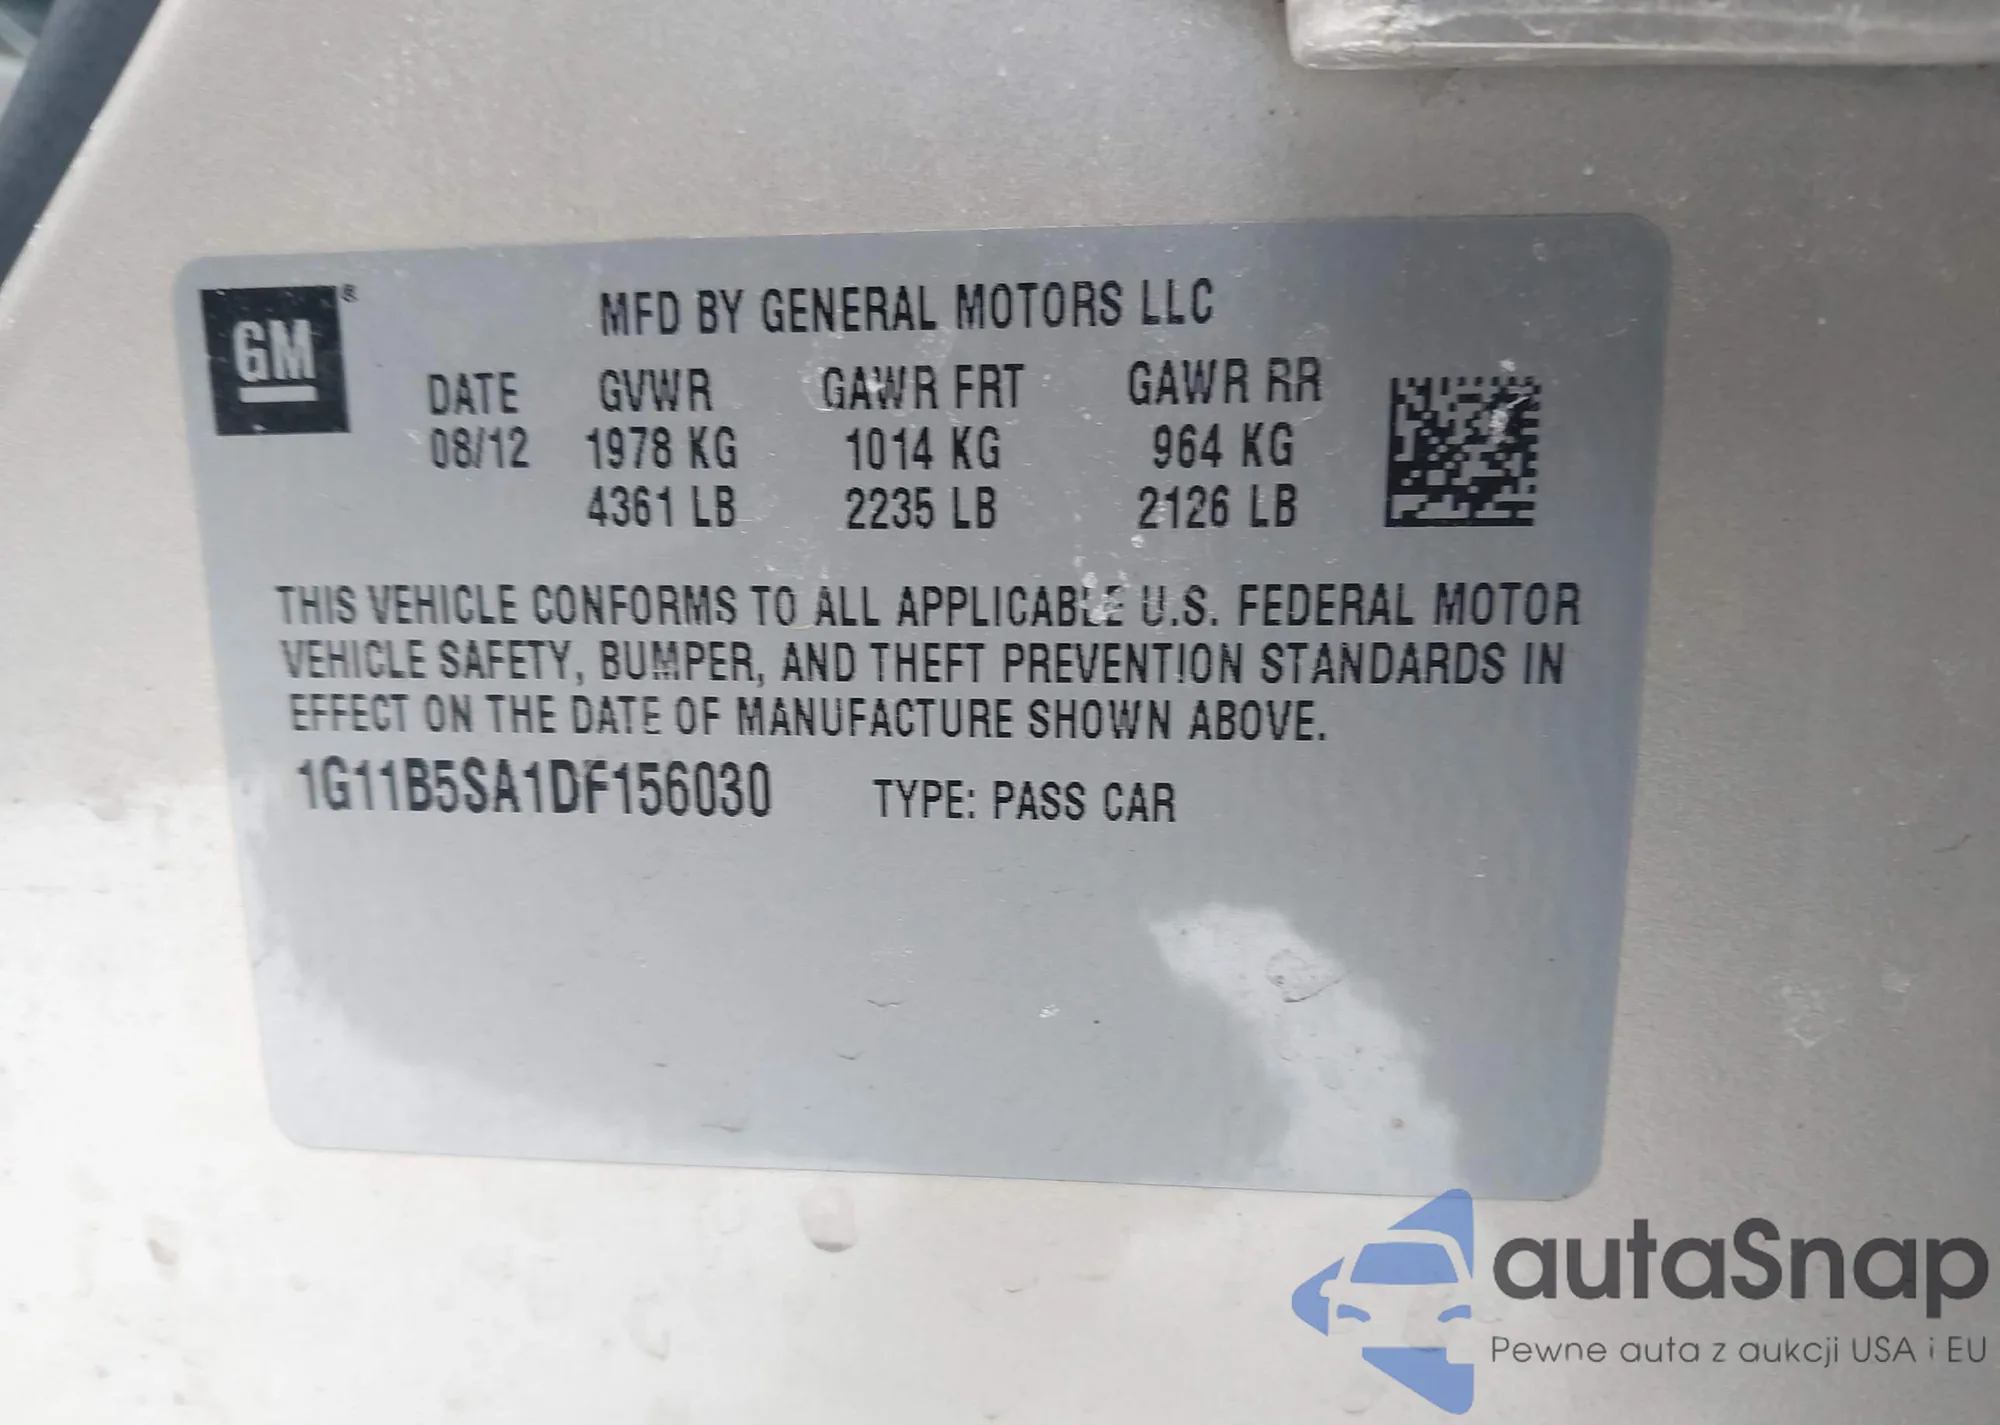 GM®
MFD BY GENERAL MOTORS LLC
DATE GVWR GAWR FRT GAWR RR
08/12 1978 KG 1014 KG 964 KG
4361 LB 2235 LB 2126 LB
THIS VEHICLE CONFORMS TO ALL APPLICABLE U.S. FEDERAL MOTOR
VEHICLE SAFETY, BUMPER, AND THEFT PREVENTION STANDARDS IN
EFFECT ON THE DATE OF MANUFACTURE SHOWN ABOVE.
1G11B5SA1DF156030 TYPE: PASS CAR
autaSnap
Pewne auta z aukcji USA i EU